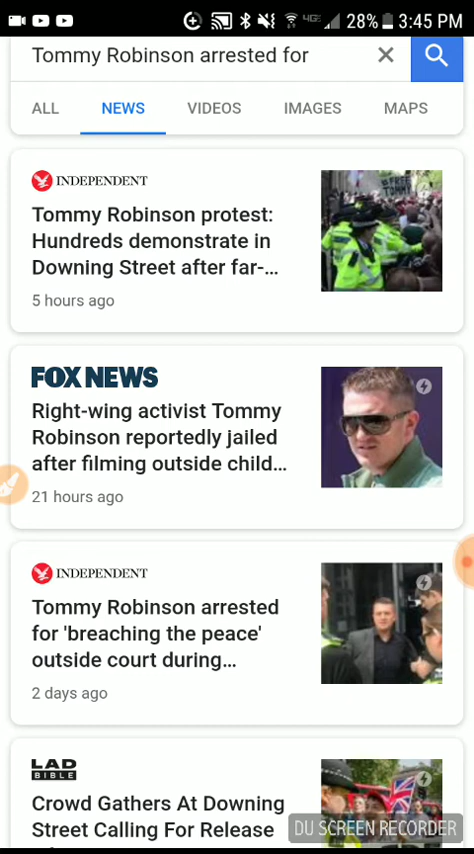 4G 28% 3:45 PM
Tommy Robinson arrested for
ALL NEWS VIDEOS IMAGES MAPS
INDEPENDENT
Tommy Robinson protest:
Hundreds demonstrate in
Downing Street after far-...
5 hours ago
FREE
TOMMY
FOX NEWS
Right-wing activist Tommy
Robinson reportedly jailed
after filming outside child...
21 hours ago
INDEPENDENT
Tommy Robinson arrested
for 'breaching the peace'
outside court during...
2 days ago
LAD
BIBLE
Crowd Gathers At Downing
Street Calling For Release
DU SCREEN RECORDER